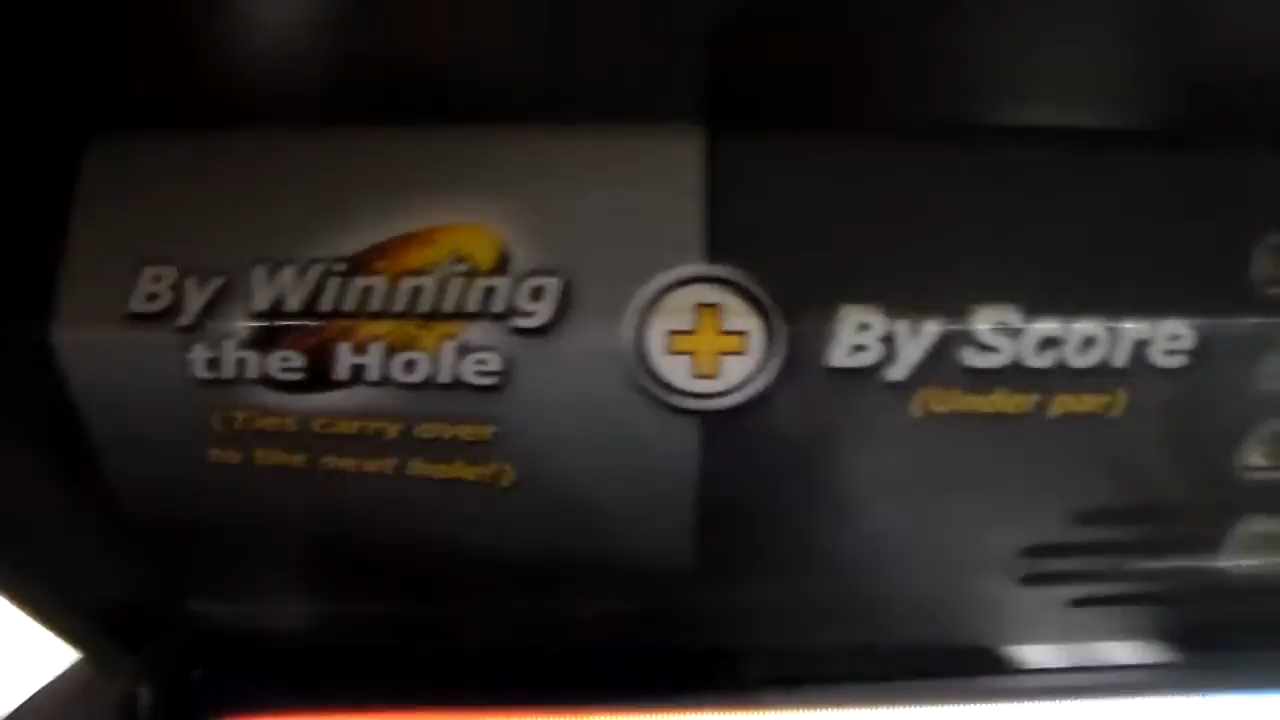 By Winning
the Hole
(Ties carry over
to the next hole!)
By Score
(Under par)